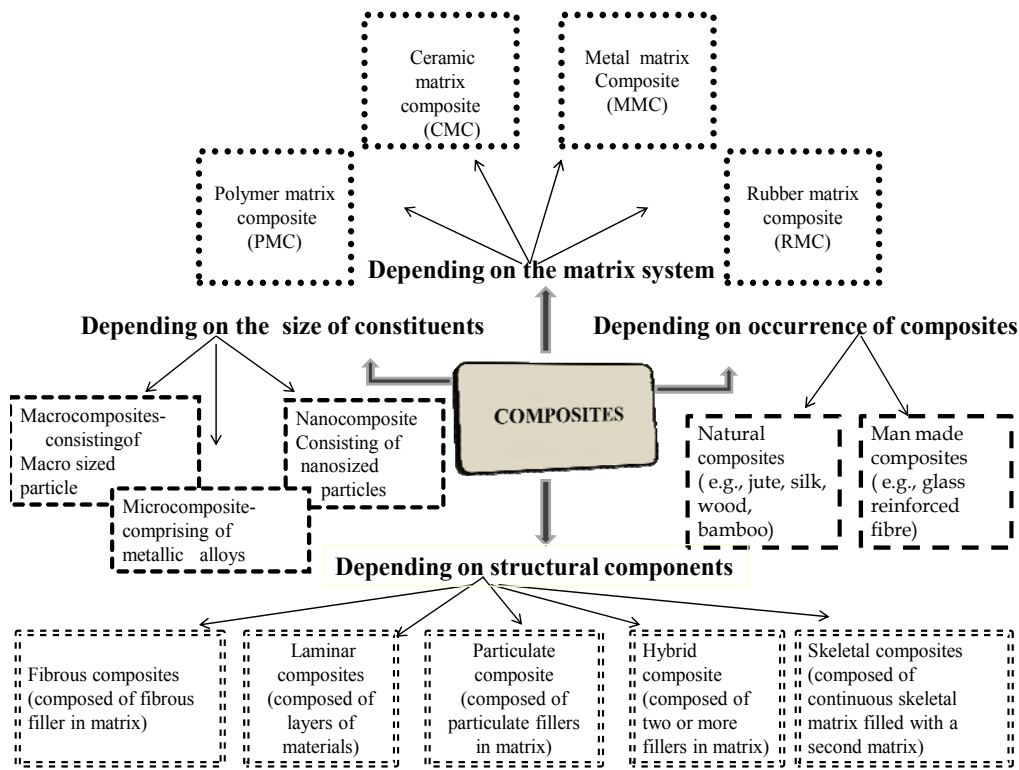 Ceramic
matrix
composite
(CMC)
Metal matrix
Composite
(MMC)
Polymer matrix
composite
(PMC)
Rubber matrix
composite
(RMC)
Depending on the matrix system
Depending on the size of constituents
Depending on occurrence of composites
COMPOSITES
Macrocomposites-
consistingof
Macro sized
particle
Nanocomposite
Consisting of
nanosized
particles
Microcomposite-
comprising of
metallic alloys
Natural
composites
( e.g., jute, silk,
wood,
bamboo)
Man made
composites
( e.g., glass
reinforced
fibre)
Depending on structural components
Fibrous composites
(composed of fibrous
filler in matrix)
Laminar
composites
(composed of
layers of
materials)
Particulate
composite
(composed of
particulate fillers
in matrix)
Hybrid
composite
(composed of
two or more
fillers in matrix)
Skeletal composites
(composed of
continuous skeletal
matrix filled with a
second matrix)